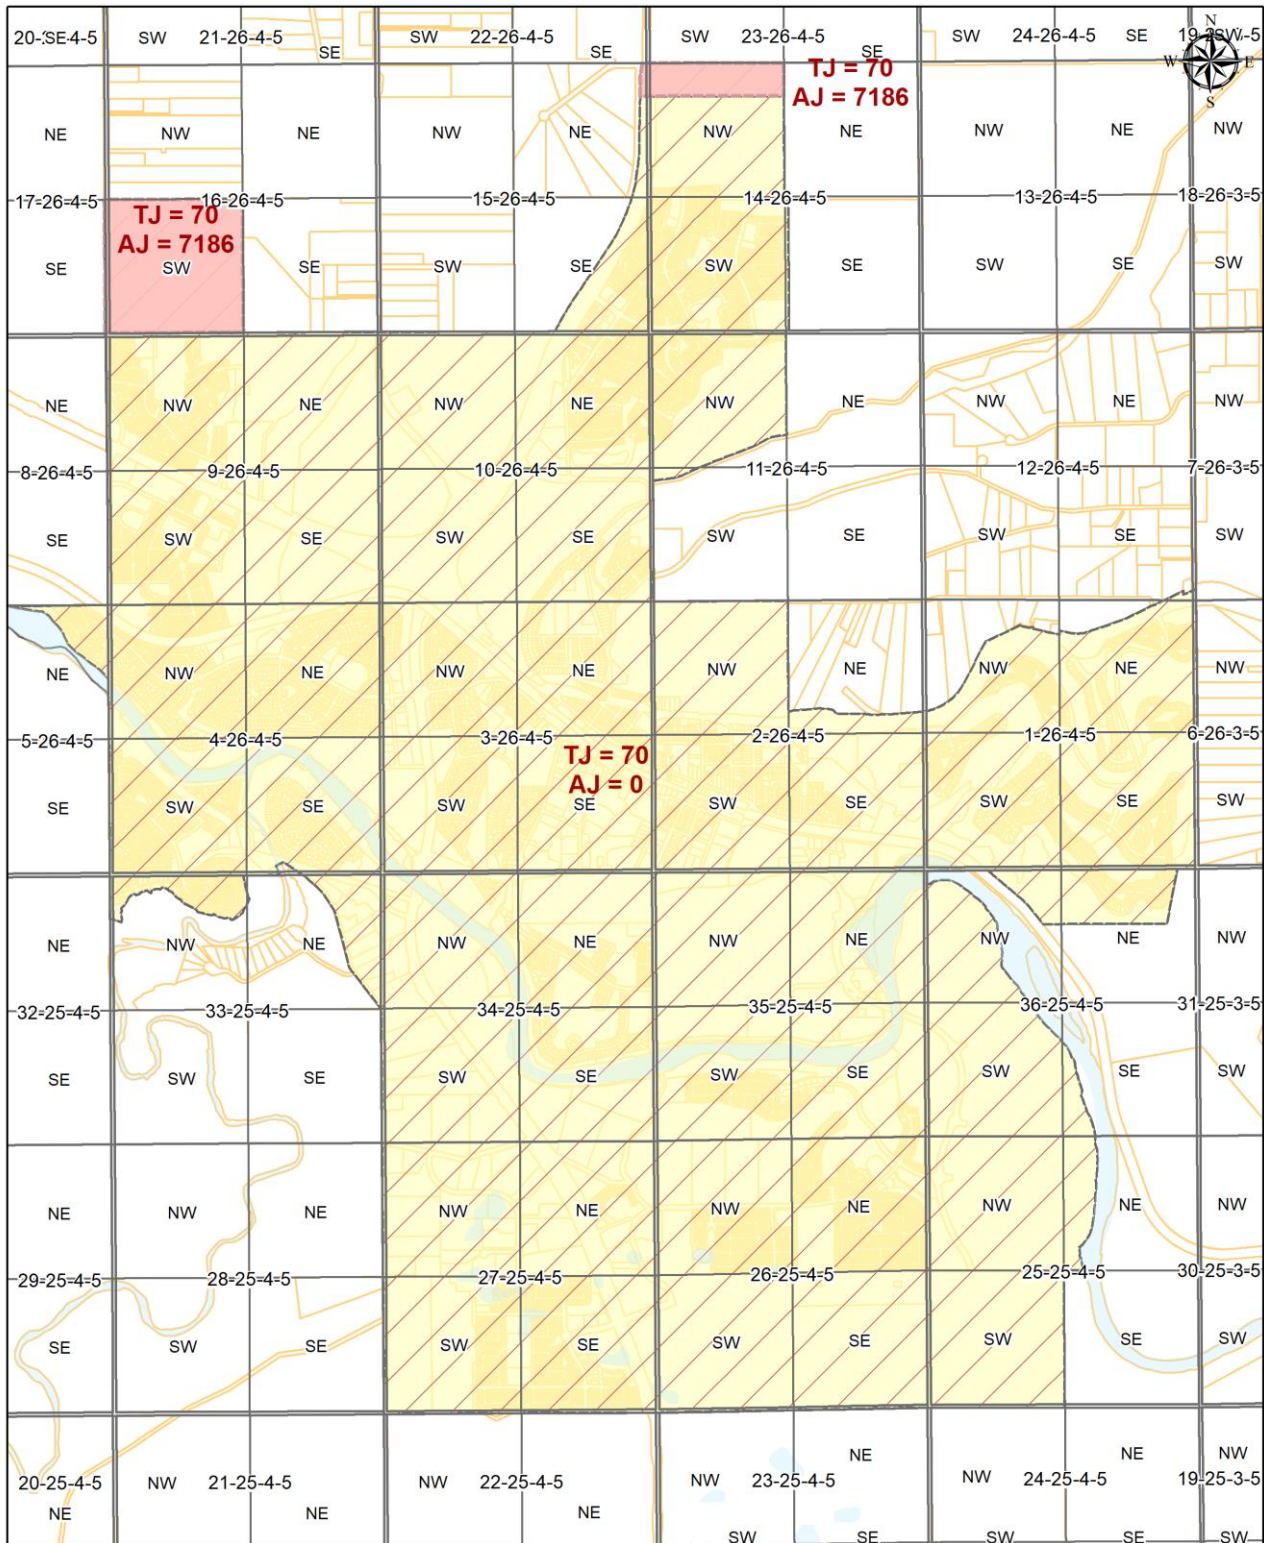 N
20-:SE-4-5 SW 21-26-4-5 SE SW 22-26-4-5 SE SW 23-26-4-5 SE SW 24-26-4-5 SE
W E
S
TJ = 70
AJ = 7186
NE NW NE NW NE NW NE NW NE NW
17-26-4-5 16-26-4-5 15-26-4-5 14-26-4-5 13-26-4-5 18-26-3-5
TJ = 70
AJ = 7186
SE SW SE SW SE SW SE SW SE SW
NE NW NE NW NE NW NE NW NE NW
8-26-4-5 9-26-4-5 10-26-4-5 11-26-4-5 12-26-4-5 7-26-3-5
SE SW SE SW SE SW SE SW SE SW
NE NW NE NW NE NW NE NW NE NW
5-26-4-5 4-26-4-5 3-26-4-5 2-26-4-5 1-26-4-5 6-26-3-5
TJ = 70
AJ = 0
SE SW SE SW SE SW SE SW SE SW
NE NW NE NW NE NW NE NW NE NW
32-25-4-5 33-25-4-5 34-25-4-5 35-25-4-5 36-25-4-5 31-25-3-5
SE SW SE SW SE SW SE SW SE SW
NE NW NE NW NE NW NE NW NE NW
29-25-4-5 28-25-4-5 27-25-4-5 26-25-4-5 25-25-4-5 30-25-3-5
SE SW SE SW SE SW SE SW SE SW
NE NE NW
20-25-4-5 NW 21-25-4-5 NW 22-25-4-5 NW 23-25-4-5 NW 24-25-4-5 19-25-3-5
NE NE NE
SW SE SW SE SW